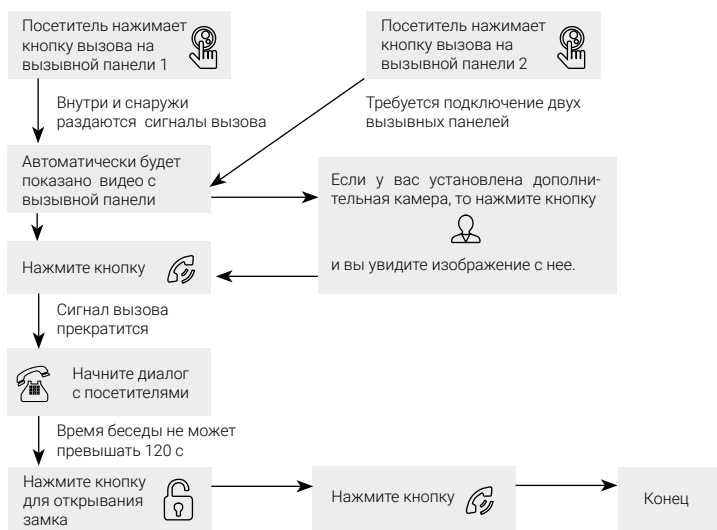 Посетитель нажимает
кнопку вызова на
вызывной панели 1
Посетитель нажимает
кнопку вызова на
вызывной панели 2
Внутри и снаружи
раздаются сигналы вызова
Требуется подключение двух
вызывных панелей
Автоматически будет
показано видео с
вызывной панели
Если у вас установлена дополни-
тельная камера, то нажмите кнопку
и вы увидите изображение с нее.
Нажмите кнопку
Сигнал вызова
прекратится
Начните диалог
с посетителями
Время беседы не может
превышать 120 с
Нажмите кнопку
для открывания
замка
Нажмите кнопку
Конец